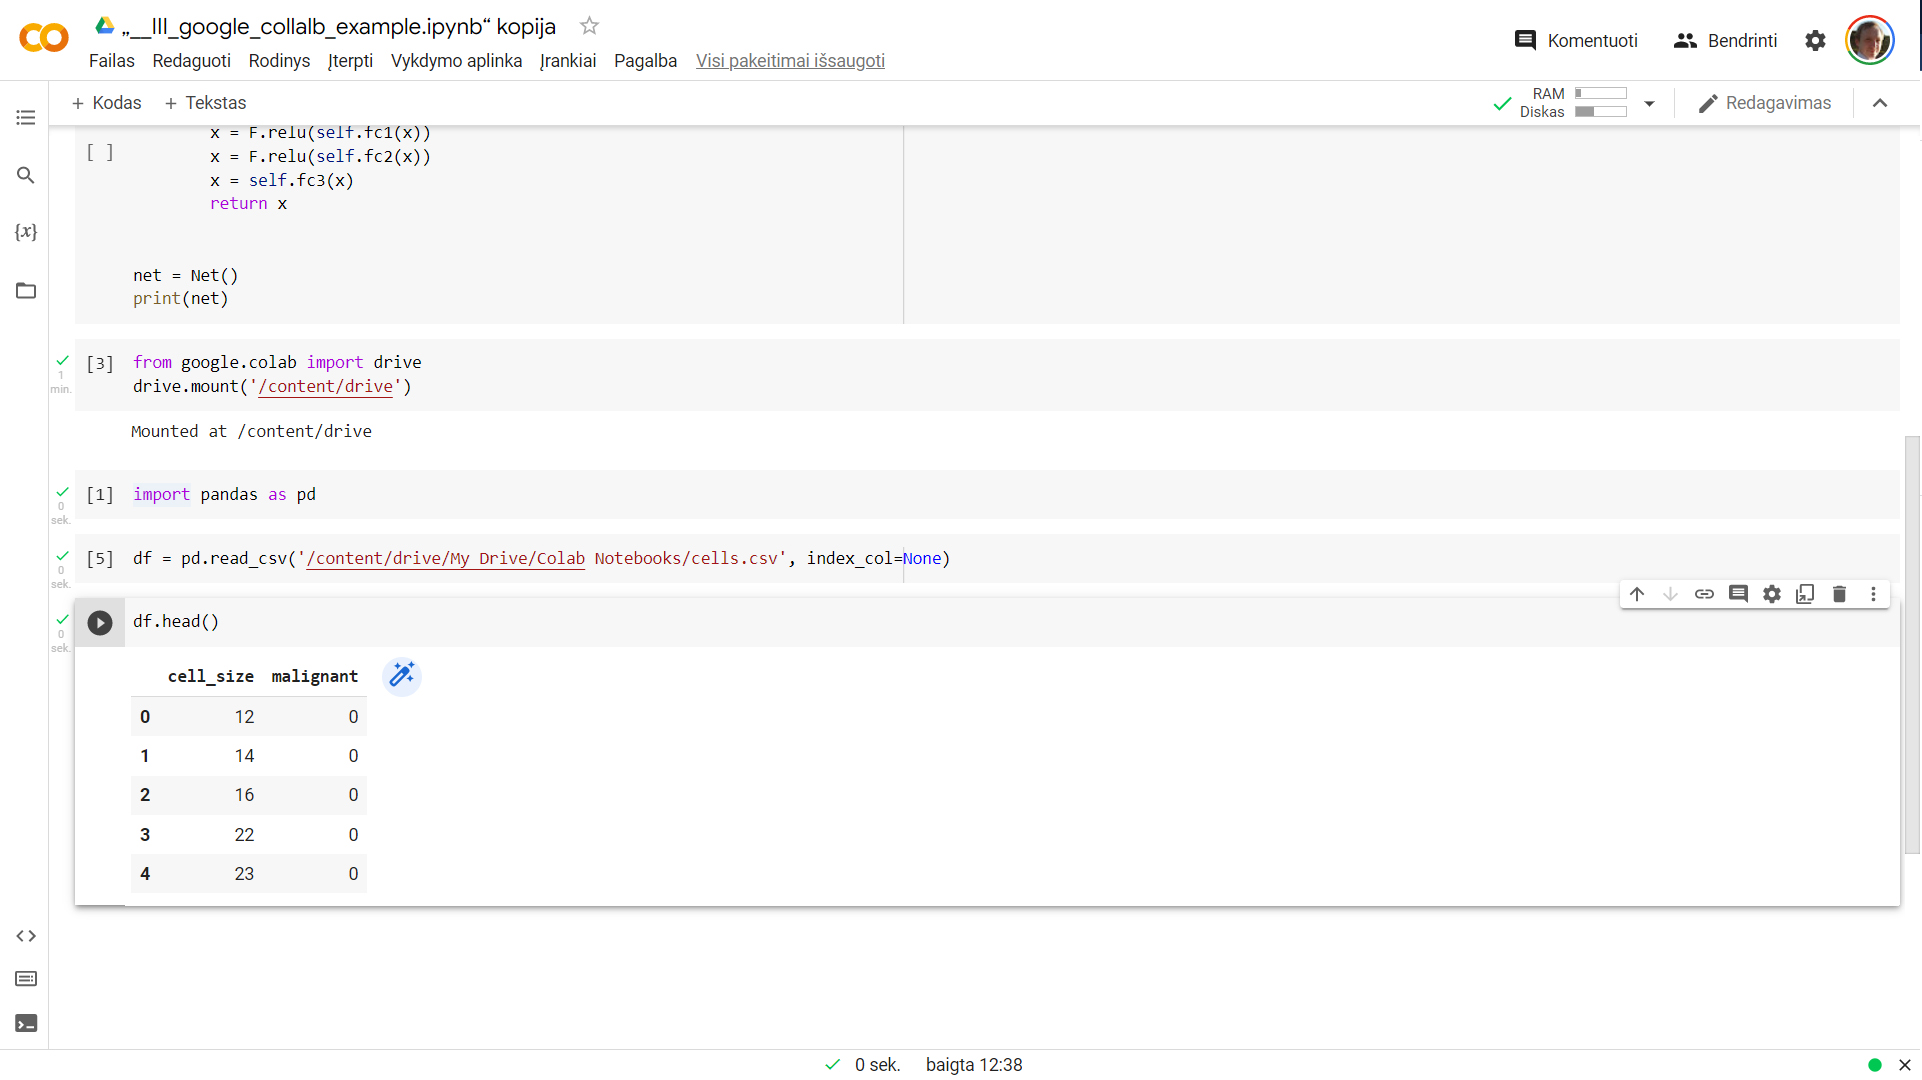 „__lll_google_collalb_example.ipynb“ kopija
Failas Redaguoti Rodinys Įterpti Vykdymo aplinka Įrankiai Pagalba Visi pakeitimai išsaugoti
Komentuoti Bendrinti
+ Kodas + Tekstas
RAM
Diskas
Redagavimas
{x}
[ ]
x = F.relu(self.fc1(x))
x = F.relu(self.fc2(x))
x = self.fc3(x)
return x
net = Net()
print(net)
1 min.
[3]
from google.colab import drive
drive.mount('/content/drive')
Mounted at /content/drive
0 sek.
[1] import pandas as pd
0 sek.
[5] df = pd.read_csv('/content/drive/My Drive/Colab Notebooks/cells.csv', index_col=None)
0 sek.
df.head()
cell_size malignant
0 12 0
1 14 0
2 16 0
3 22 0
4 23 0
0 sek. baigta 12:38